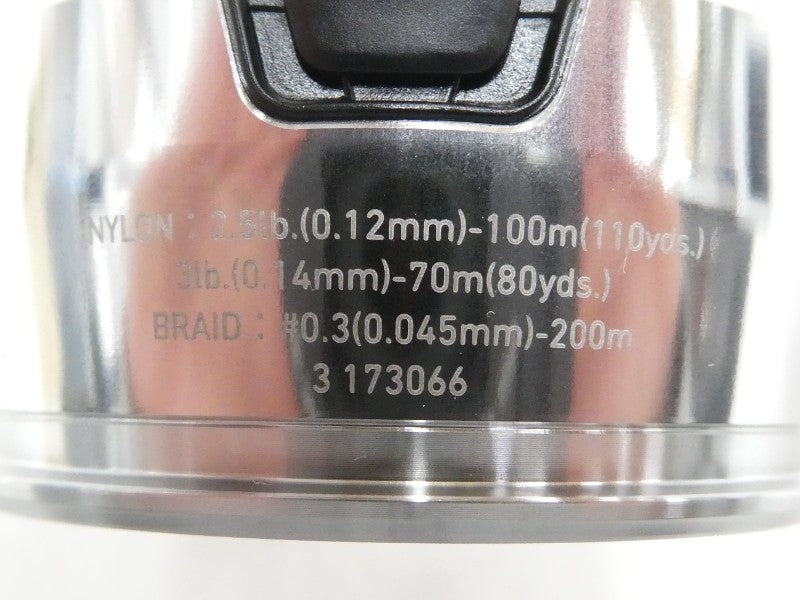 NYLON : 2.5lb.(0.12mm)-100m(110yds.)
3lb.(0.14mm)-70m(80yds.)
BRAID : #0.3(0.045mm)-200m
3 173066